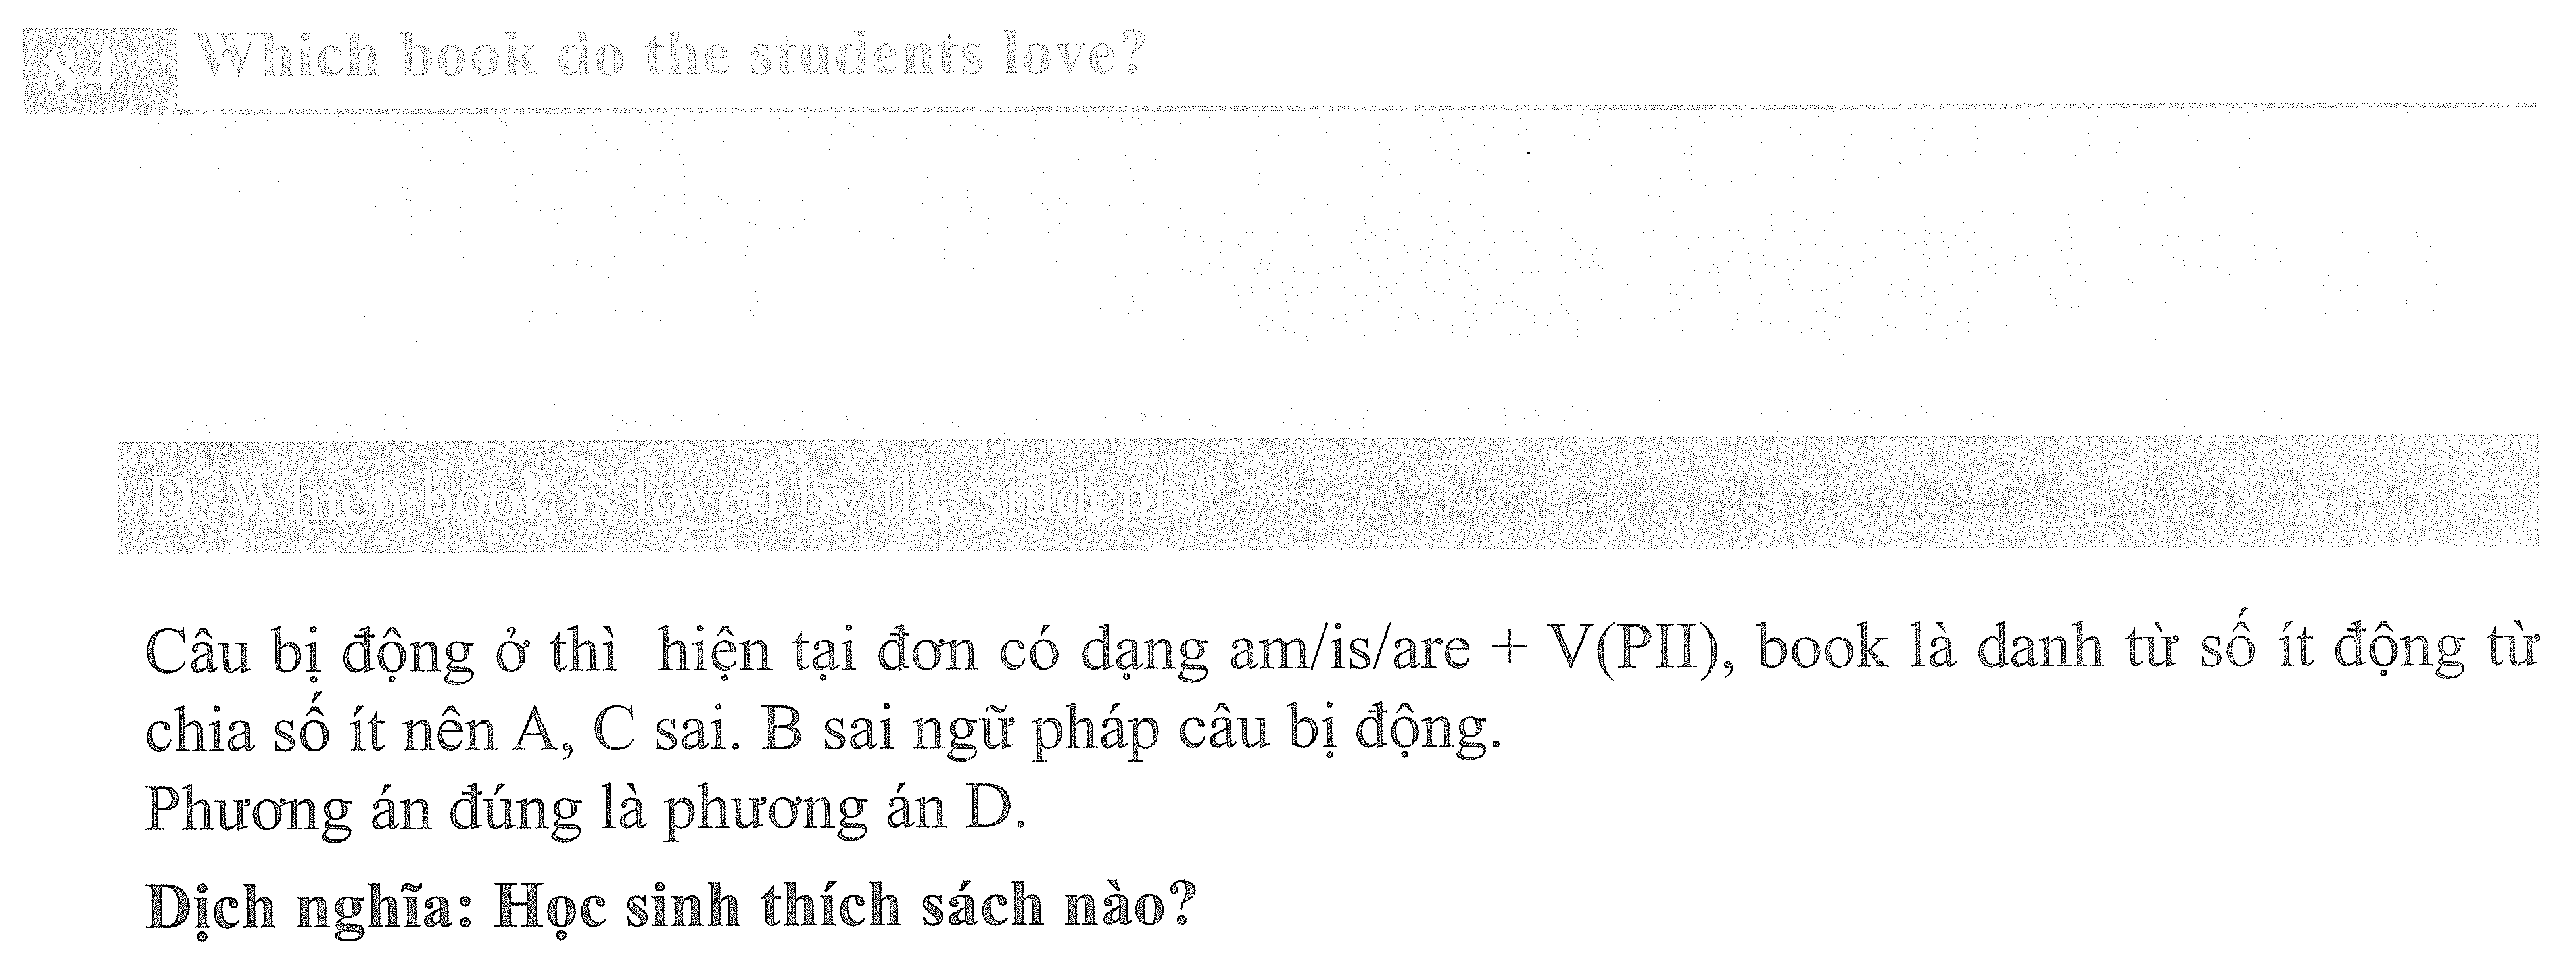 84 Which book do the students love?
D. Which book is loved by the students?
Câu bị động ở thì hiện tại đơn có dạng am/is/are + V(PII), book là danh từ số ít động từ
chia số ít nên A, C sai. B sai ngữ pháp câu bị động.
Phương án đúng là phương án D.
Dịch nghĩa: Học sinh thích sách nào?